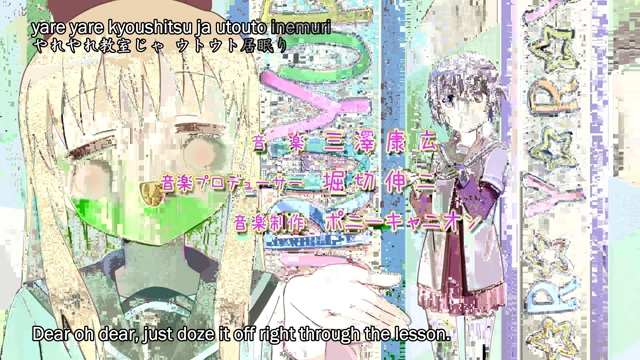 yare yare kyoushitsu ja utouto inemuri
やれやれ教室じゃ ウトウト居眠り
音 楽 三澤康広
音楽プロデューサー 堀切伸二
音楽制作 ポニーキャニオン
R☆Y☆R☆Y
Dear oh dear, just doze it off right through the lesson.